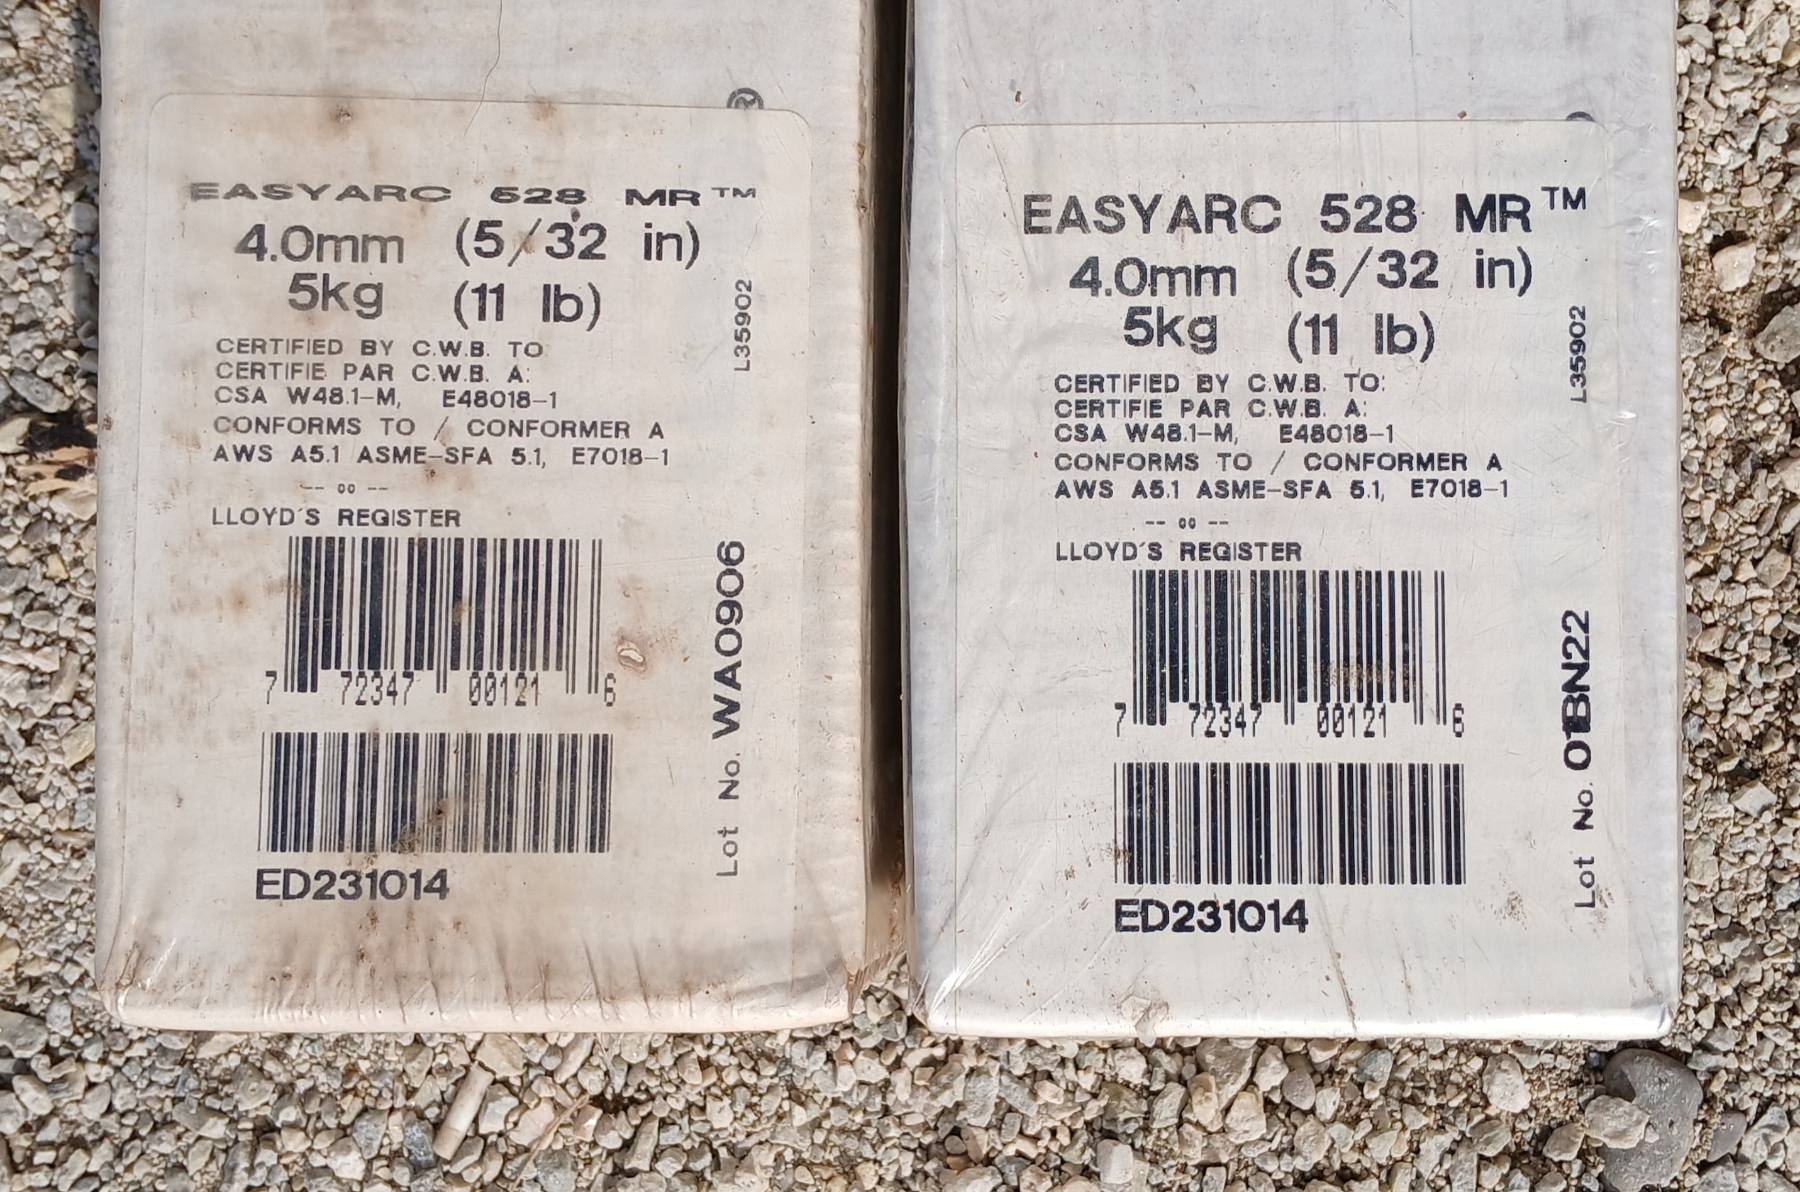 ®
EASYARC 528 MR™
4.0mm (5/32 in)
5kg (11 lb)
CERTIFIED BY C.W.B. TO
CERTIFIE PAR C.W.B. A:
CSA W48.1-M, E48018-1
CONFORMS TO / CONFORMER A
AWS A5.1 ASME-SFA 5.1, E7018-1
-- oo --
LLOYD'S REGISTER
7 72347 00121 6
ED231014
L35902
Lot No. WA0906
EASYARC 528 MR™
4.0mm (5/32 in)
5kg (11 lb)
CERTIFIED BY C.W.B. TO:
CERTIFIE PAR C.W.B. A:
CSA W48.1-M, E48018-1
CONFORMS TO / CONFORMER A
AWS A5.1 ASME-SFA 5.1, E7018-1
-- oo --
LLOYD'S REGISTER
7 72347 00121 6
ED231014
L35902
Lot No. 01BN22